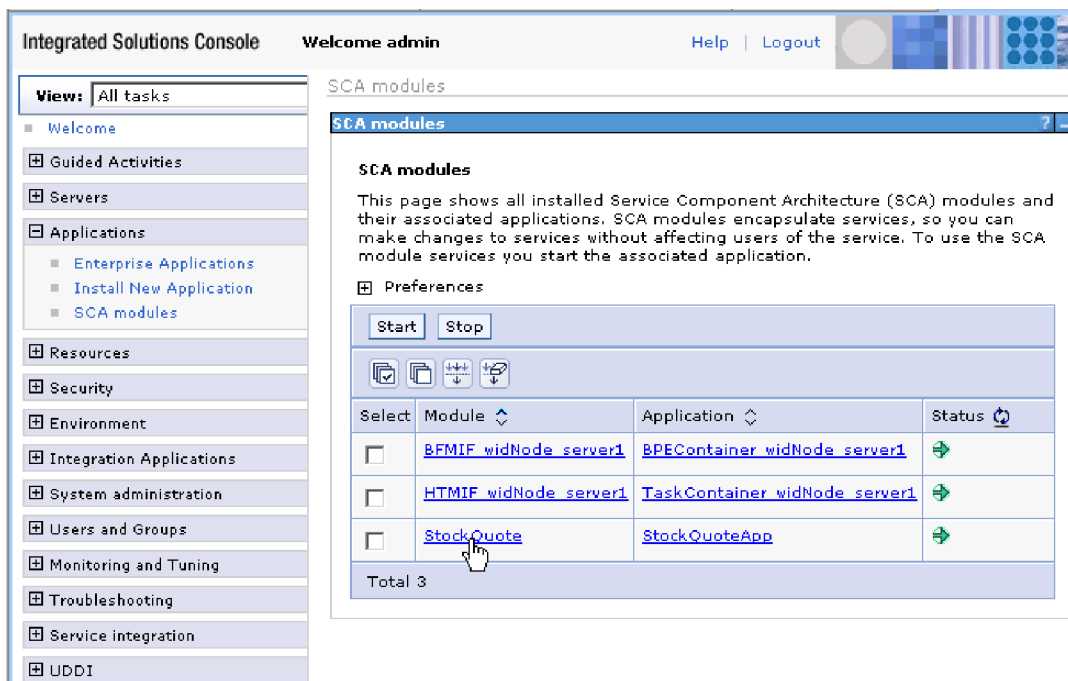 Integrated Solutions Console Welcome admin Help | Logout
View: All tasks
Welcome
Guided Activities
Servers
Applications
Enterprise Applications
Install New Application
SCA modules
Resources
Security
Environment
Integration Applications
System administration
Users and Groups
Monitoring and Tuning
Troubleshooting
Service integration
UDDI
SCA modules
SCA modules ? -
SCA modules
This page shows all installed Service Component Architecture (SCA) modules and
their associated applications. SCA modules encapsulate services, so you can
make changes to services without affecting users of the service. To use the SCA
module services you start the associated application.
Preferences
Start Stop
Select Module Application Status
BFMIF_widNode_server1 BPEContainer_widNode_server1
HTMIF_widNode_server1 TaskContainer_widNode_server1
StockQuote StockQuoteApp
Total 3